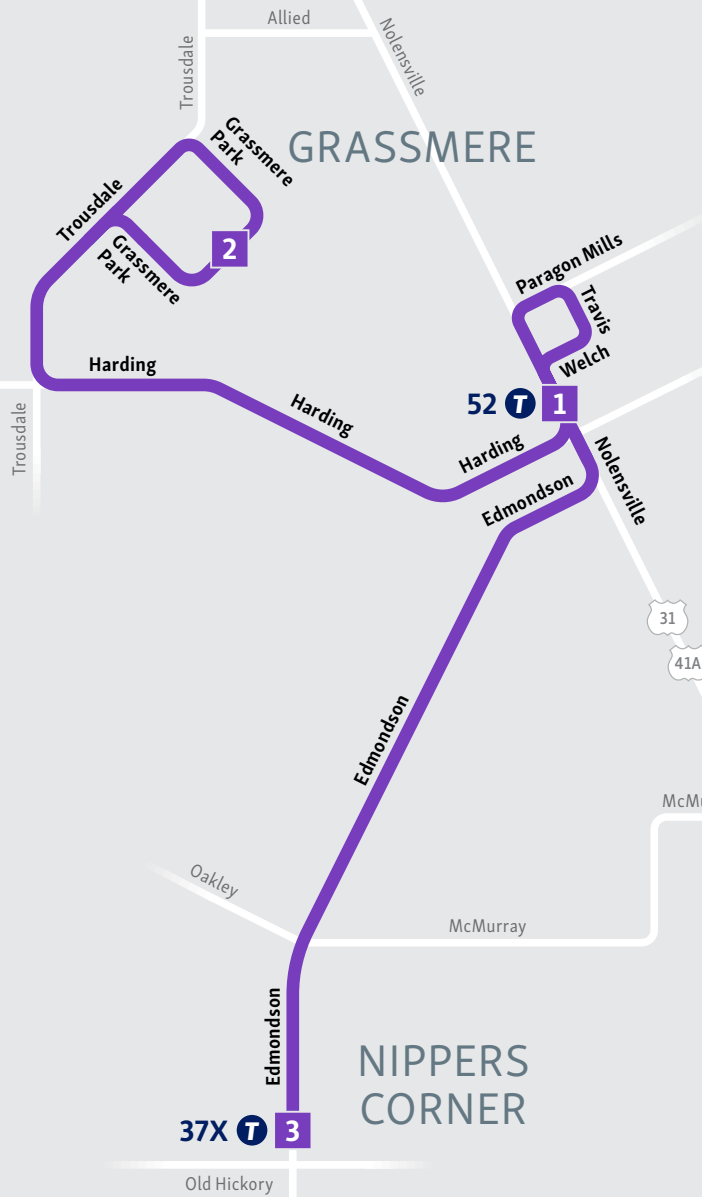 Allied
Nolensville
Trousdale
GRASSMERE
Grassmere
Park
Trousdale
Grassmere
Park
2
Paragon Mills
Travis
Welch
Harding
52 T 1
Harding
Trousdale
Harding
Nolensville
Edmondson
31
41A
Edmondson
McMu
Oakley
McMurray
Edmondson
NIPPERS
CORNER
37X T 3
Old Hickory